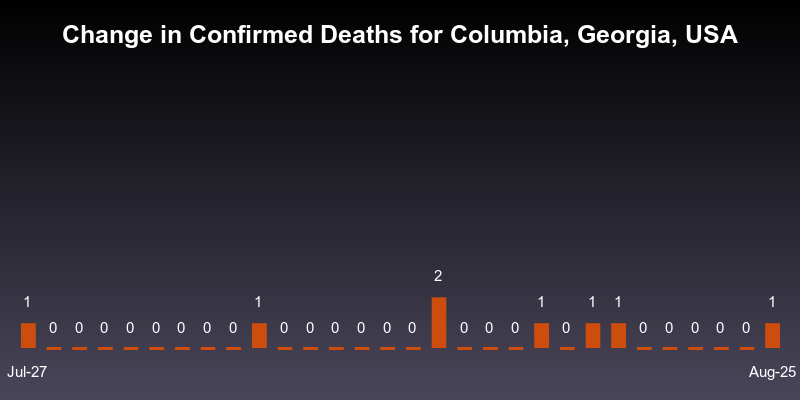 Change in Confirmed Deaths for Columbia, Georgia, USA
2
1 1 1 1 1 1
0 0 0 0 0 0 0 0 0 0 0 0 0 0 0 0 0 0 0 0 0 0 0
Jul-27 Aug-25